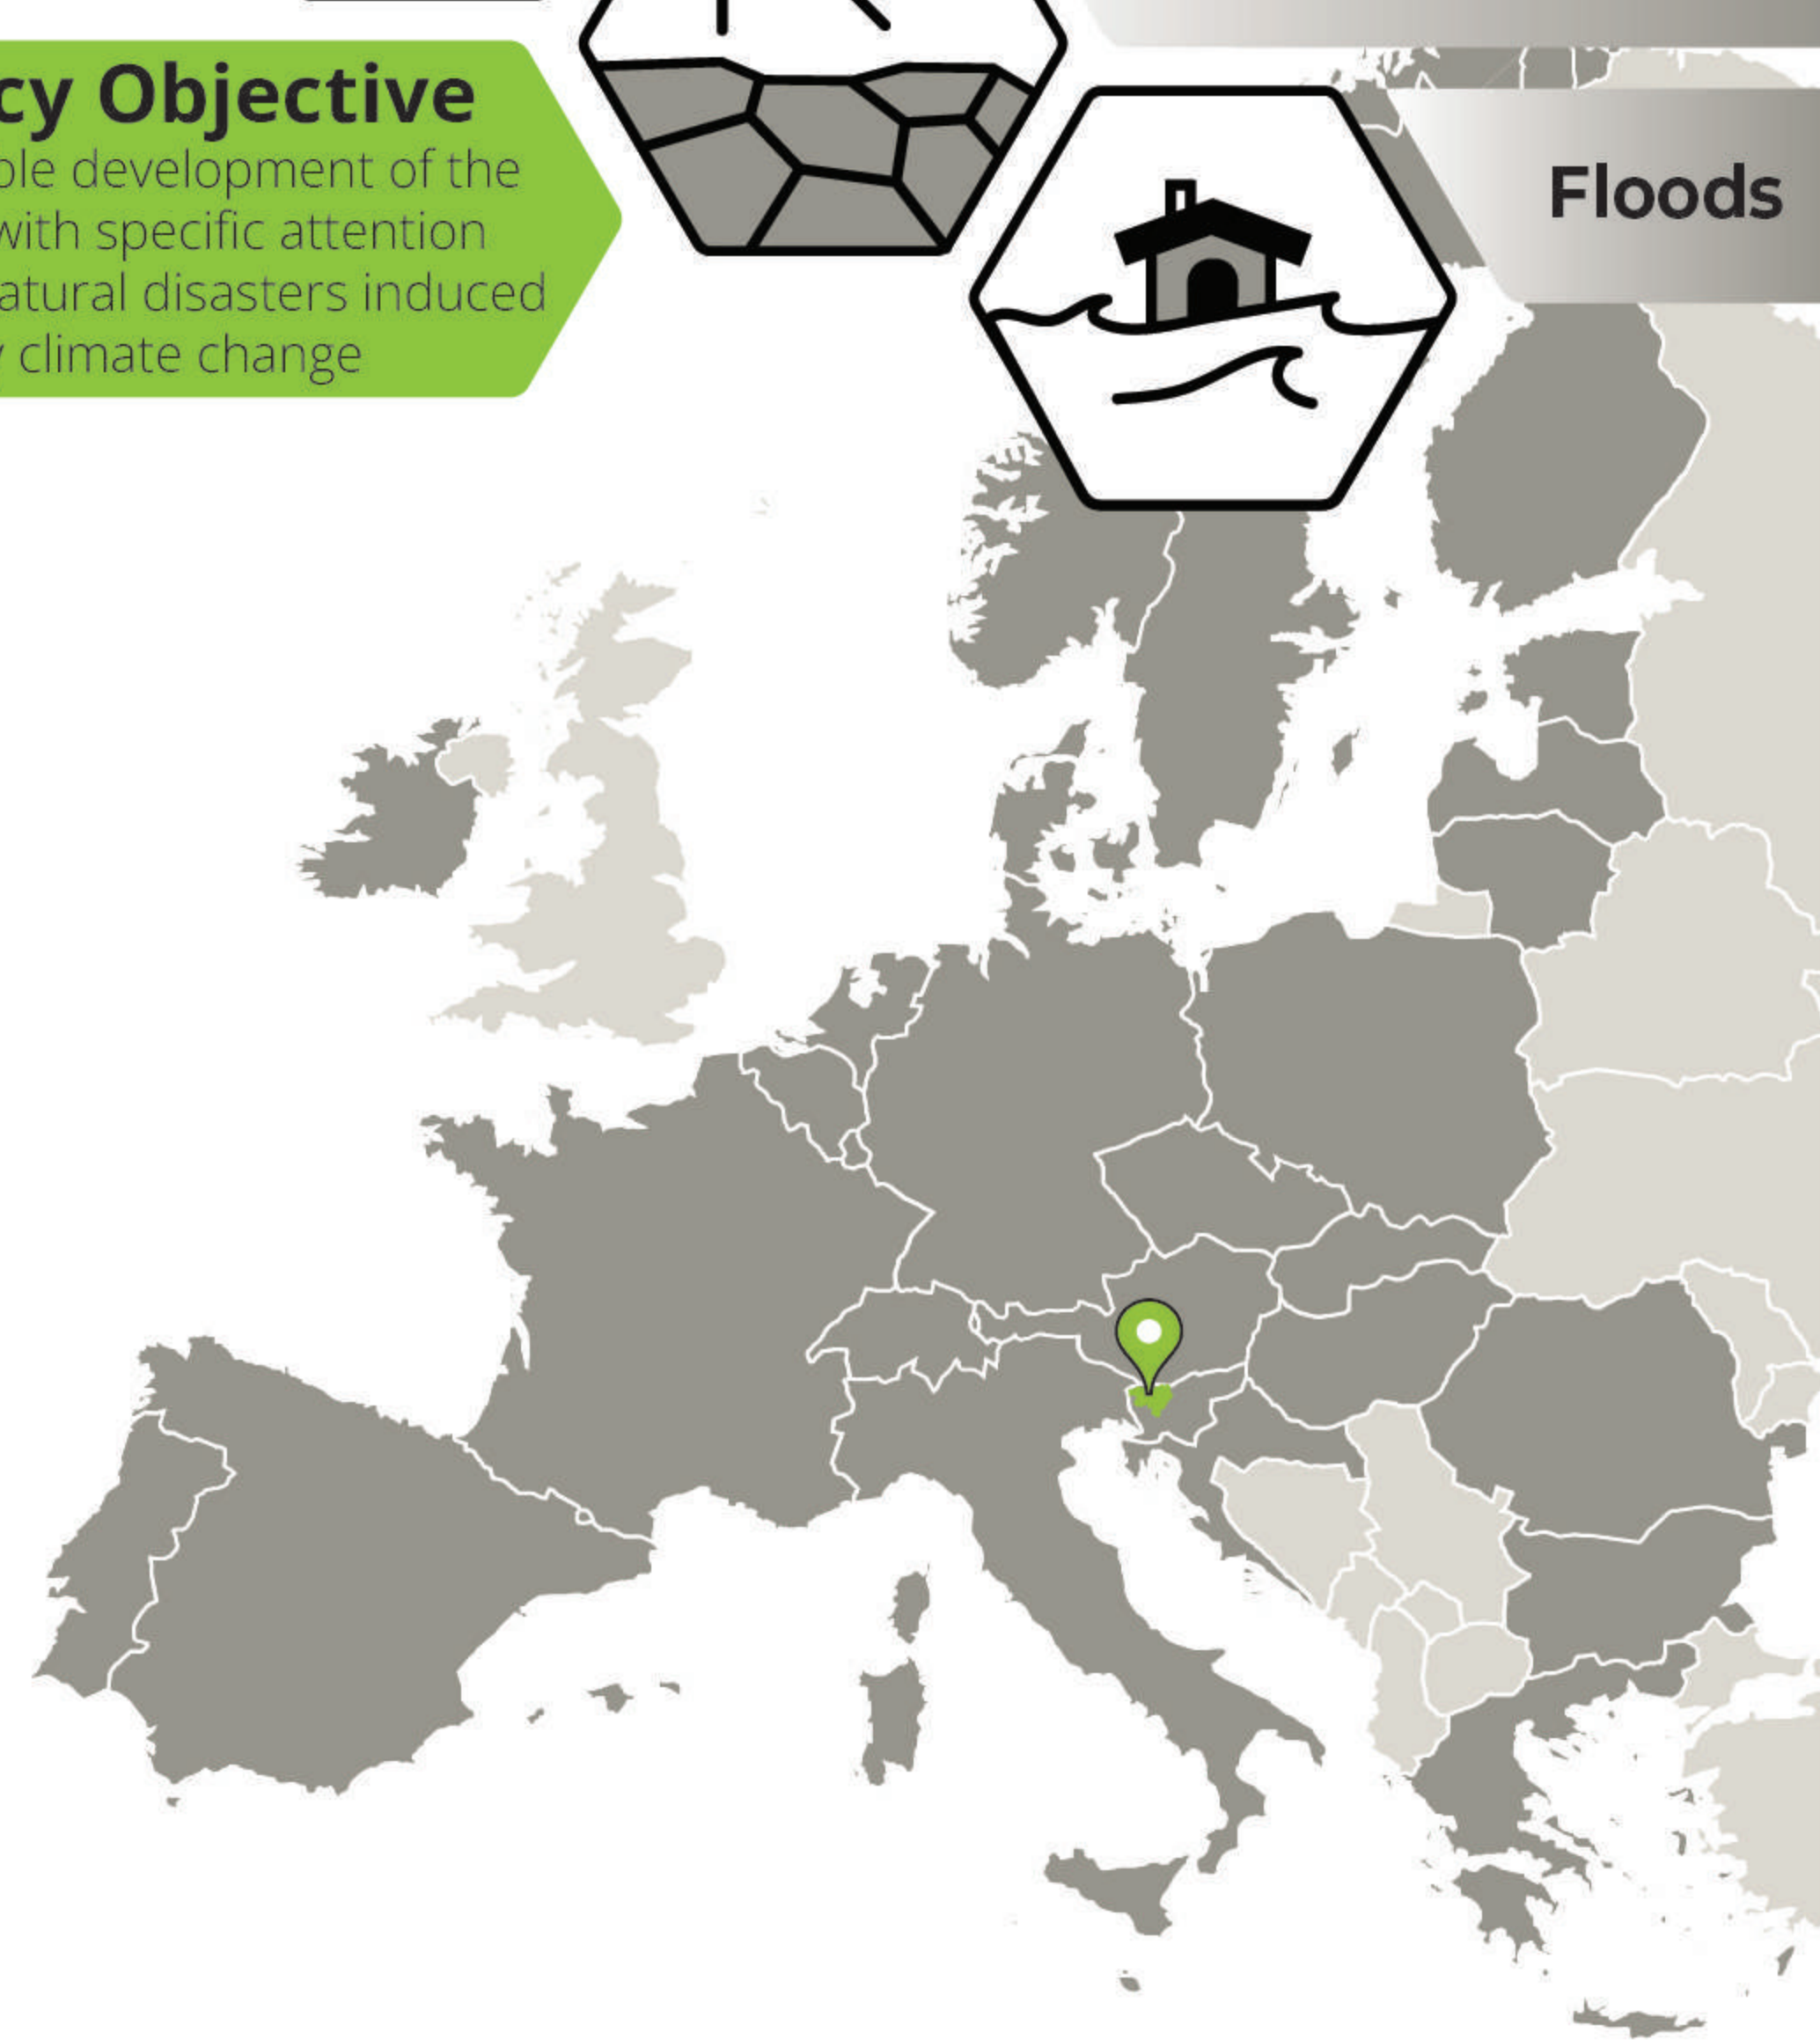 cy Objective
ble development of the
with specific attention
atural disasters induced
y climate change
Floods